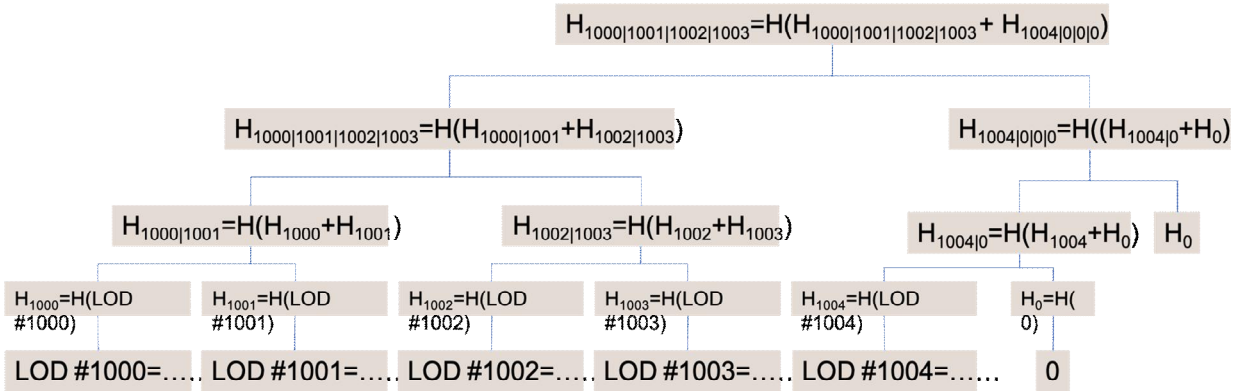 H₁₀₀₀|₁₀₀₁|₁₀₀₂|₁₀₀₃=H(H₁₀₀₀|₁₀₀₁|₁₀₀₂|₁₀₀₃+ H₁₀₀₄|₀|₀|₀)
H₁₀₀₀|₁₀₀₁|₁₀₀₂|₁₀₀₃=H(H₁₀₀₀|₁₀₀₁+H₁₀₀₂|₁₀₀₃)
H₁₀₀₄|₀|₀|₀=H((H₁₀₀₄|₀+H₀)
H₁₀₀₀|₁₀₀₁=H(H₁₀₀₀+H₁₀₀₁)
H₁₀₀₂|₁₀₀₃=H(H₁₀₀₂+H₁₀₀₃)
H₁₀₀₄|₀=H(H₁₀₀₄+H₀)
H₀
H₁₀₀₀=H(LOD
#1000)
H₁₀₀₁=H(LOD
#1001)
H₁₀₀₂=H(LOD
#1002)
H₁₀₀₃=H(LOD
#1003)
H₁₀₀₄=H(LOD
#1004)
H₀=H(
0)
LOD #1000=.....
LOD #1001=.....
LOD #1002=.....
LOD #1003=.....
LOD #1004=.......
0